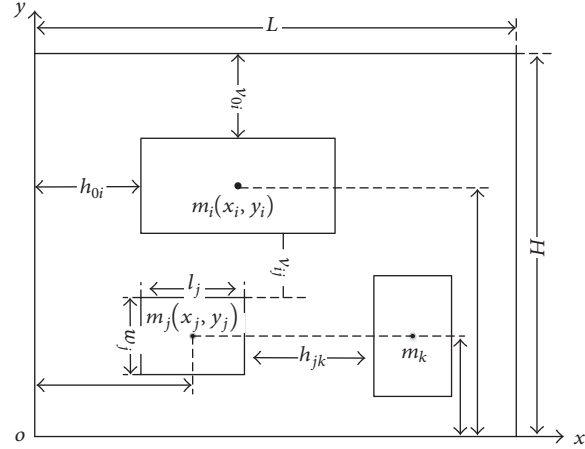 y
L
v0i
h0i
mi(xi, yi)
H
vij
lj
mj(xj, yj)
wj
hjk
mk
o
x